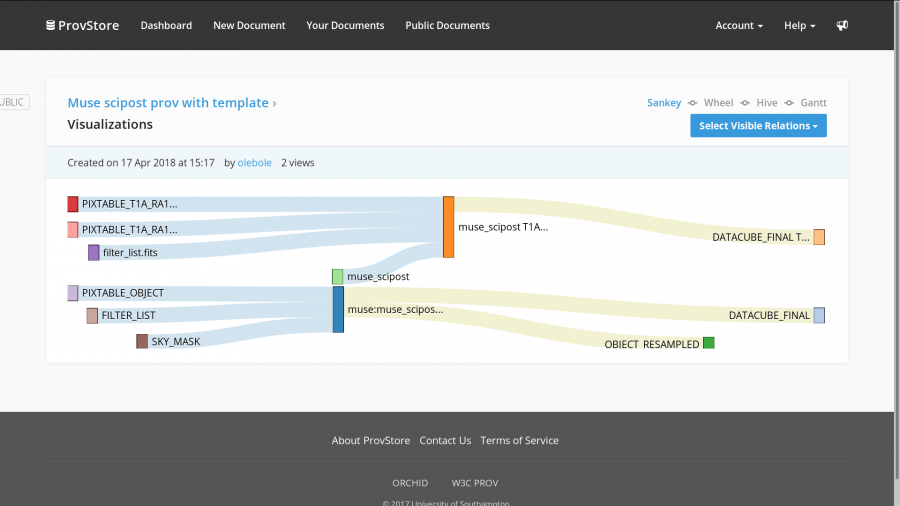 ProvStore Dashboard New Document Your Documents Public Documents Account Help
UBLIC
Muse scipost prov with template ›
Sankey Wheel Hive Gantt
Visualizations
Select Visible Relations
Created on 17 Apr 2018 at 15:17 by olebole 2 views
PIXTABLE_T1A_RA1...
PIXTABLE_T1A_RA1...
muse_scipost T1A...
DATACUBE_FINAL T...
filter_list.fits
muse_scipost
PIXTABLE_OBJECT
muse:muse_scipos...
FILTER_LIST
DATACUBE_FINAL
SKY_MASK
OBJECT_RESAMPLED
About ProvStore Contact Us Terms of Service
ORCHID W3C PROV
© 2017 University of Southampton